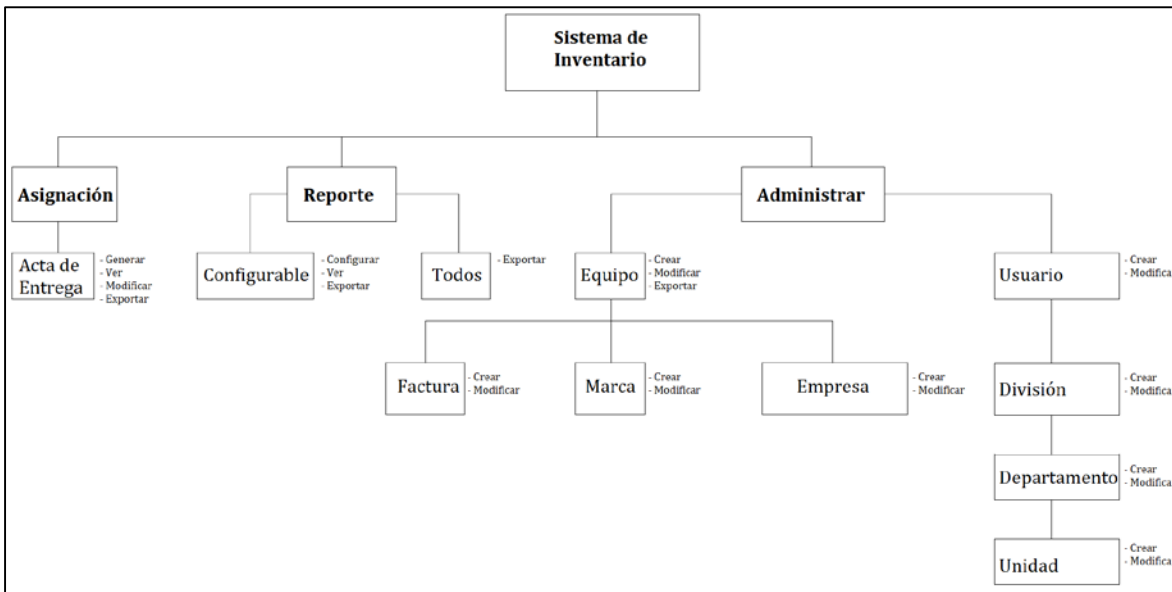 Sistema de
Inventario
Asignación
Reporte
Administrar
Acta de
Entrega
- Generar
- Ver
- Modificar
- Exportar
Configurable
- Configurar
- Ver
- Exportar
Todos
- Exportar
Equipo
- Crear
- Modificar
- Exportar
Usuario
- Crear
- Modifica
Factura
- Crear
- Modificar
Marca
- Crear
- Modificar
Empresa
- Crear
- Modificar
División
- Crear
- Modifica
Departamento
- Crear
- Modifica
Unidad
- Crear
- Modifica